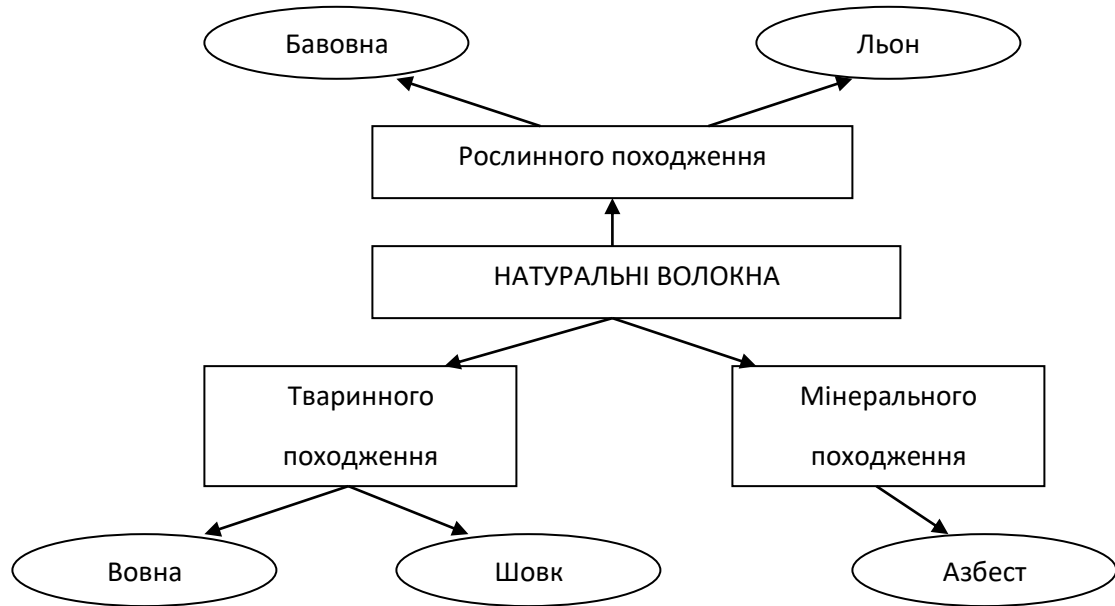 Бавовна
Льон
Рослинного походження
НАТУРАЛЬНІ ВОЛОКНА
Тваринного
походження
Мінерального
походження
Вовна
Шовк
Азбест